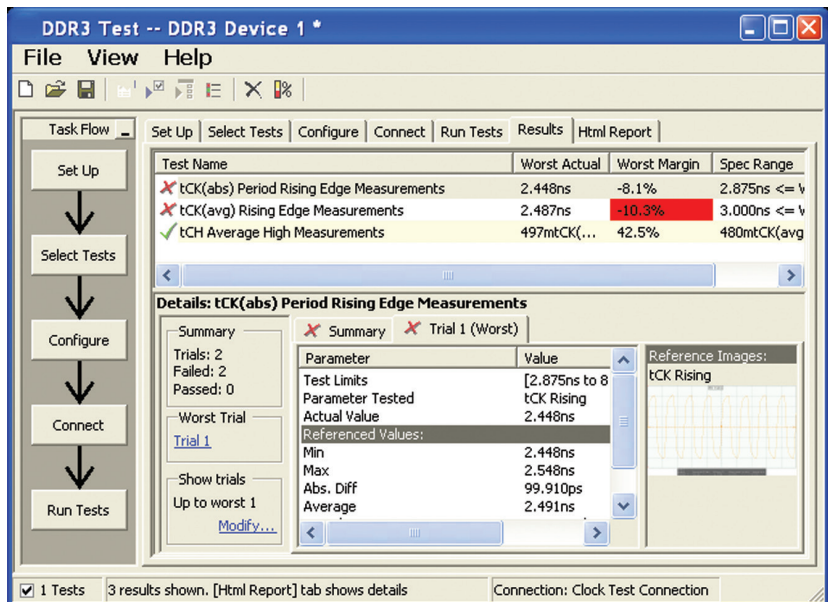 DDR3 Test -- DDR3 Device 1 *
File View Help
Task Flow
Set Up
Select Tests
Configure
Connect
Run Tests
Set Up Select Tests Configure Connect Run Tests Results Html Report
Test Name Worst Actual Worst Margin Spec Range
tCK(abs) Period Rising Edge Measurements 2.448ns -8.1% 2.875ns <=
tCK(avg) Rising Edge Measurements 2.487ns -10.3% 3.000ns <=
tCH Average High Measurements 497mtCK(... 42.5% 480mtCK(avg
Details: tCK(abs) Period Rising Edge Measurements
Summary
Trials: 2
Failed: 2
Passed: 0
Worst Trial
Trial 1
Show trials
Up to worst 1
Modify...
Summary Trial 1 (Worst)
Parameter Value
Test Limits [2.875ns to 8
Parameter Tested tCK Rising
Actual Value 2.448ns
Referenced Values:
Min 2.448ns
Max 2.548ns
Abs. Diff 99.910ps
Average 2.491ns
Reference Images:
tCK Rising
1 Tests 3 results shown. [Html Report] tab shows details Connection: Clock Test Connection